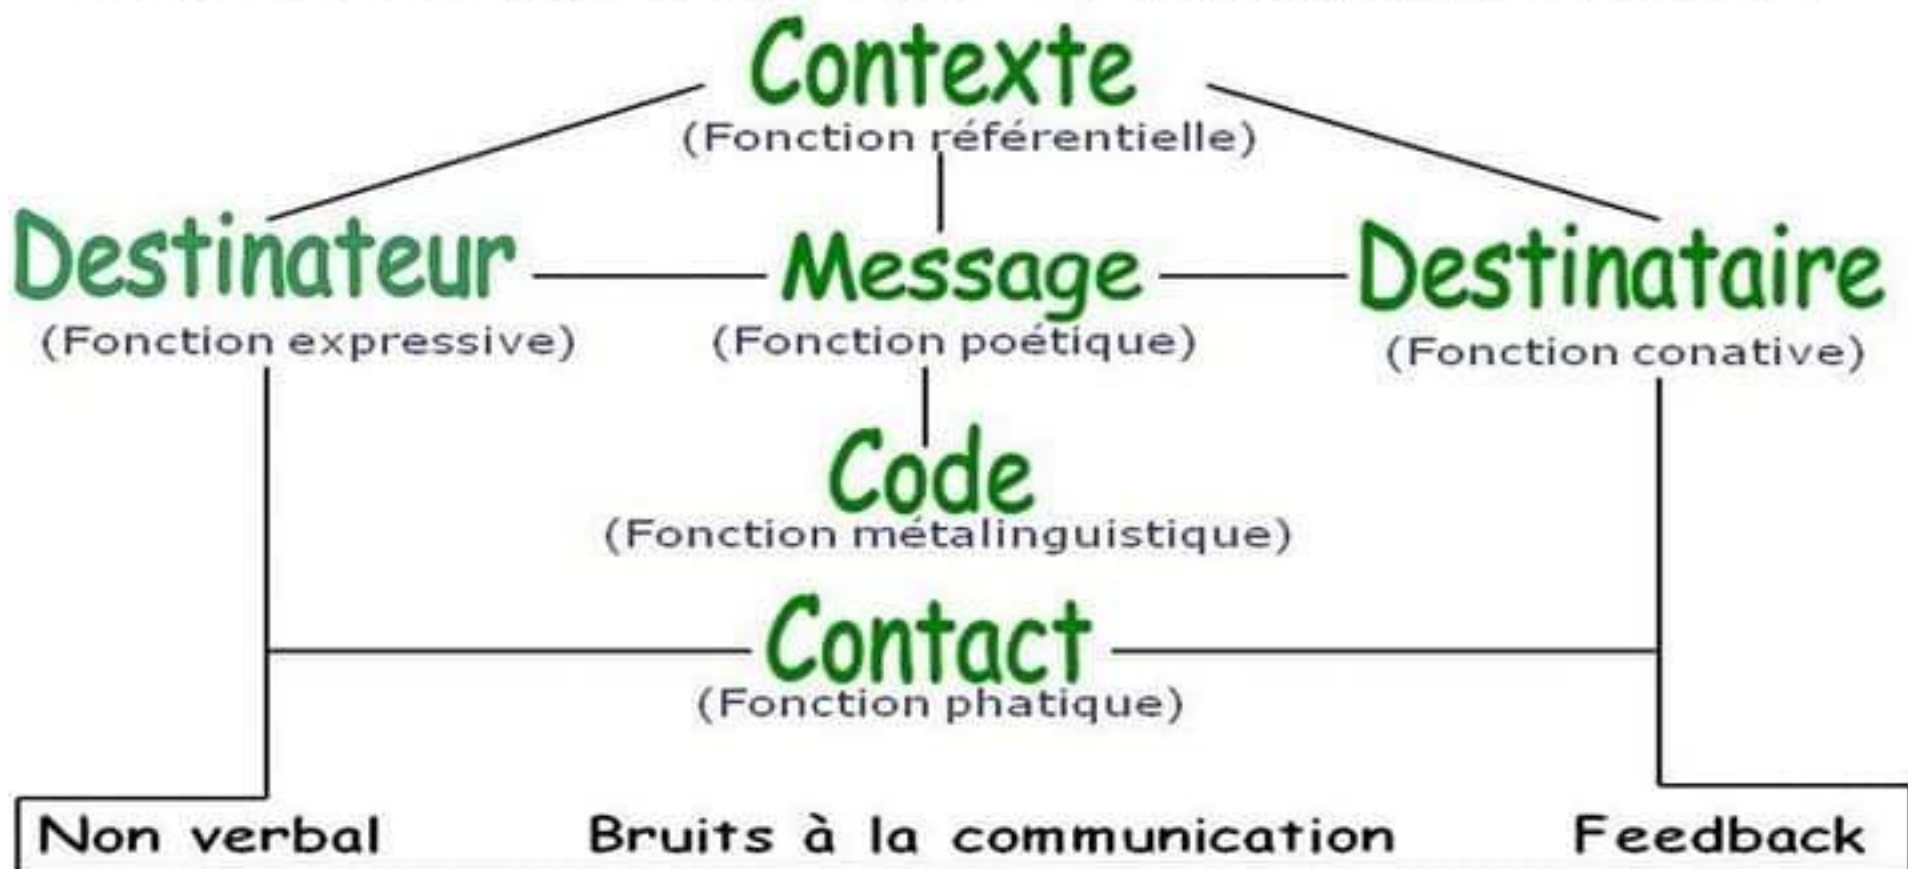 Contexte
(Fonction référentielle)
Destinateur Message Destinataire
(Fonction expressive) (Fonction poétique) (Fonction conative)
Code
(Fonction métalinguistique)
Contact
(Fonction phatique)
Non verbal Bruits à la communication Feedback